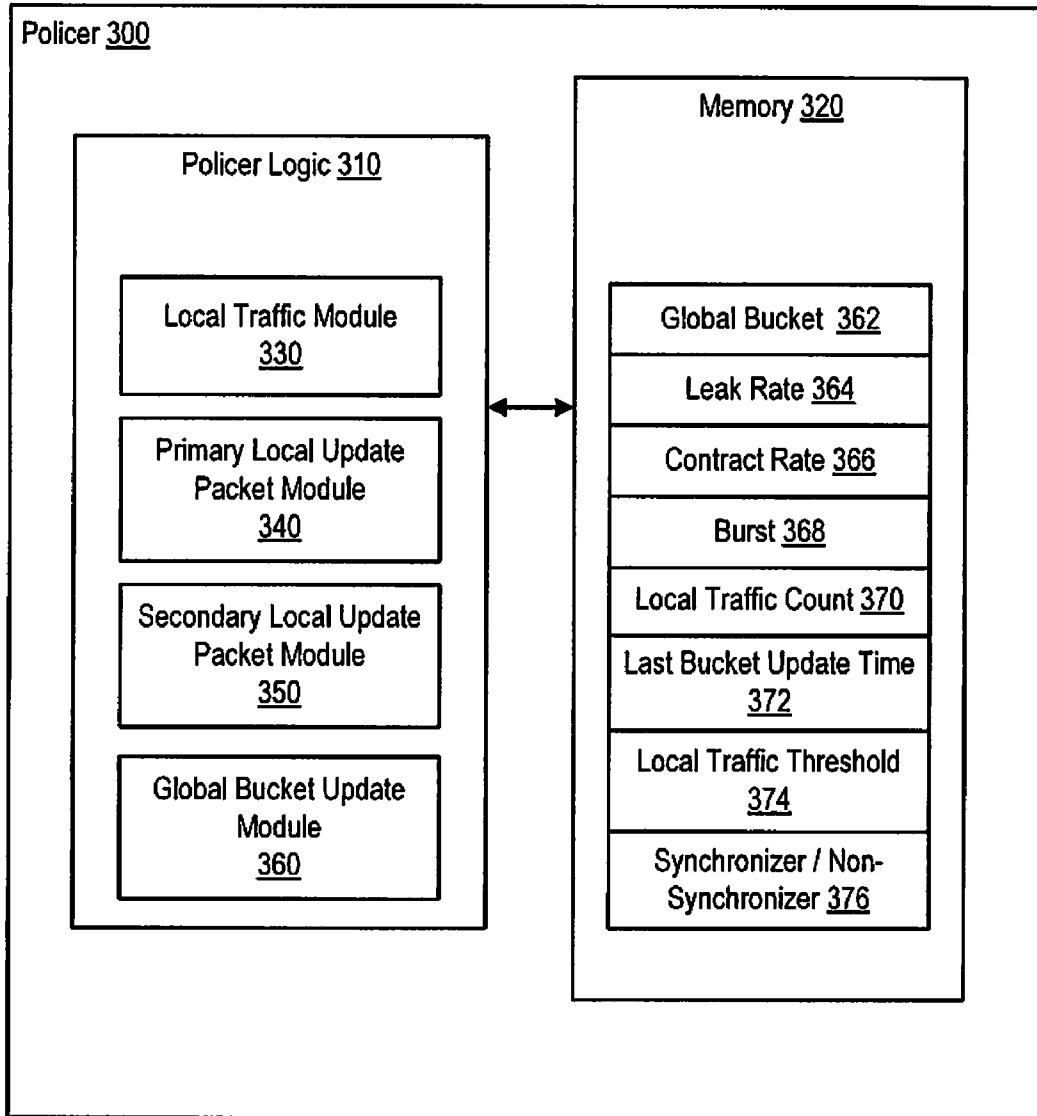 Policer 300
Policer Logic 310
Local Traffic Module
330
Primary Local Update
Packet Module
340
Secondary Local Update
Packet Module
350
Global Bucket Update
Module
360
Memory 320
Global Bucket 362
Leak Rate 364
Contract Rate 366
Burst 368
Local Traffic Count 370
Last Bucket Update Time
372
Local Traffic Threshold
374
Synchronizer / Non-
Synchronizer 376